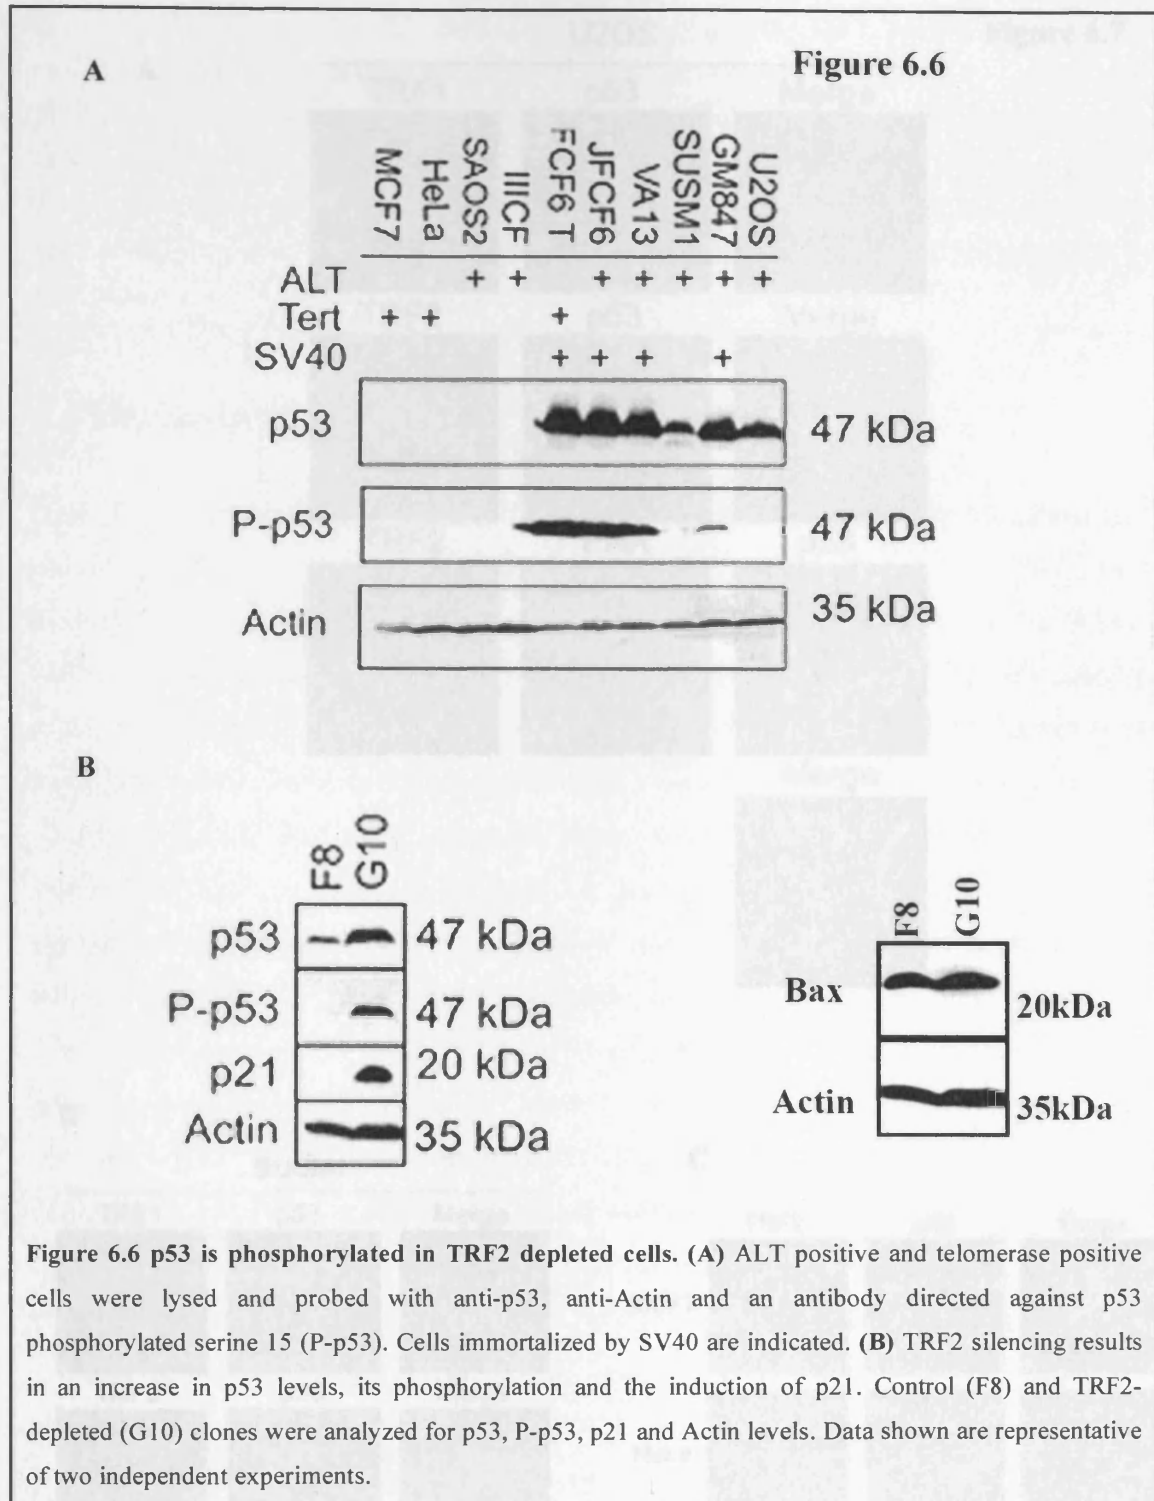 A
Figure 6.6
MCF7
HeLa
SAOS2
IIICF
FCF6 T
JFCF6
VA13
SUSM1
GM847
U2OS
ALT + + + + + + +
Tert + + +
SV40 + + + +
p53 47 kDa
P-p53 47 kDa
Actin 35 kDa
B
F8
G10
p53 47 kDa
P-p53 47 kDa
p21 20 kDa
Actin 35 kDa
F8
G10
Bax 20kDa
Actin 35kDa
Figure 6.6 p53 is phosphorylated in TRF2 depleted cells. (A) ALT positive and telomerase positive
cells were lysed and probed with anti-p53, anti-Actin and an antibody directed against p53
phosphorylated serine 15 (P-p53). Cells immortalized by SV40 are indicated. (B) TRF2 silencing results
in an increase in p53 levels, its phosphorylation and the induction of p21. Control (F8) and TRF2-
depleted (G10) clones were analyzed for p53, P-p53, p21 and Actin levels. Data shown are representative
of two independent experiments.